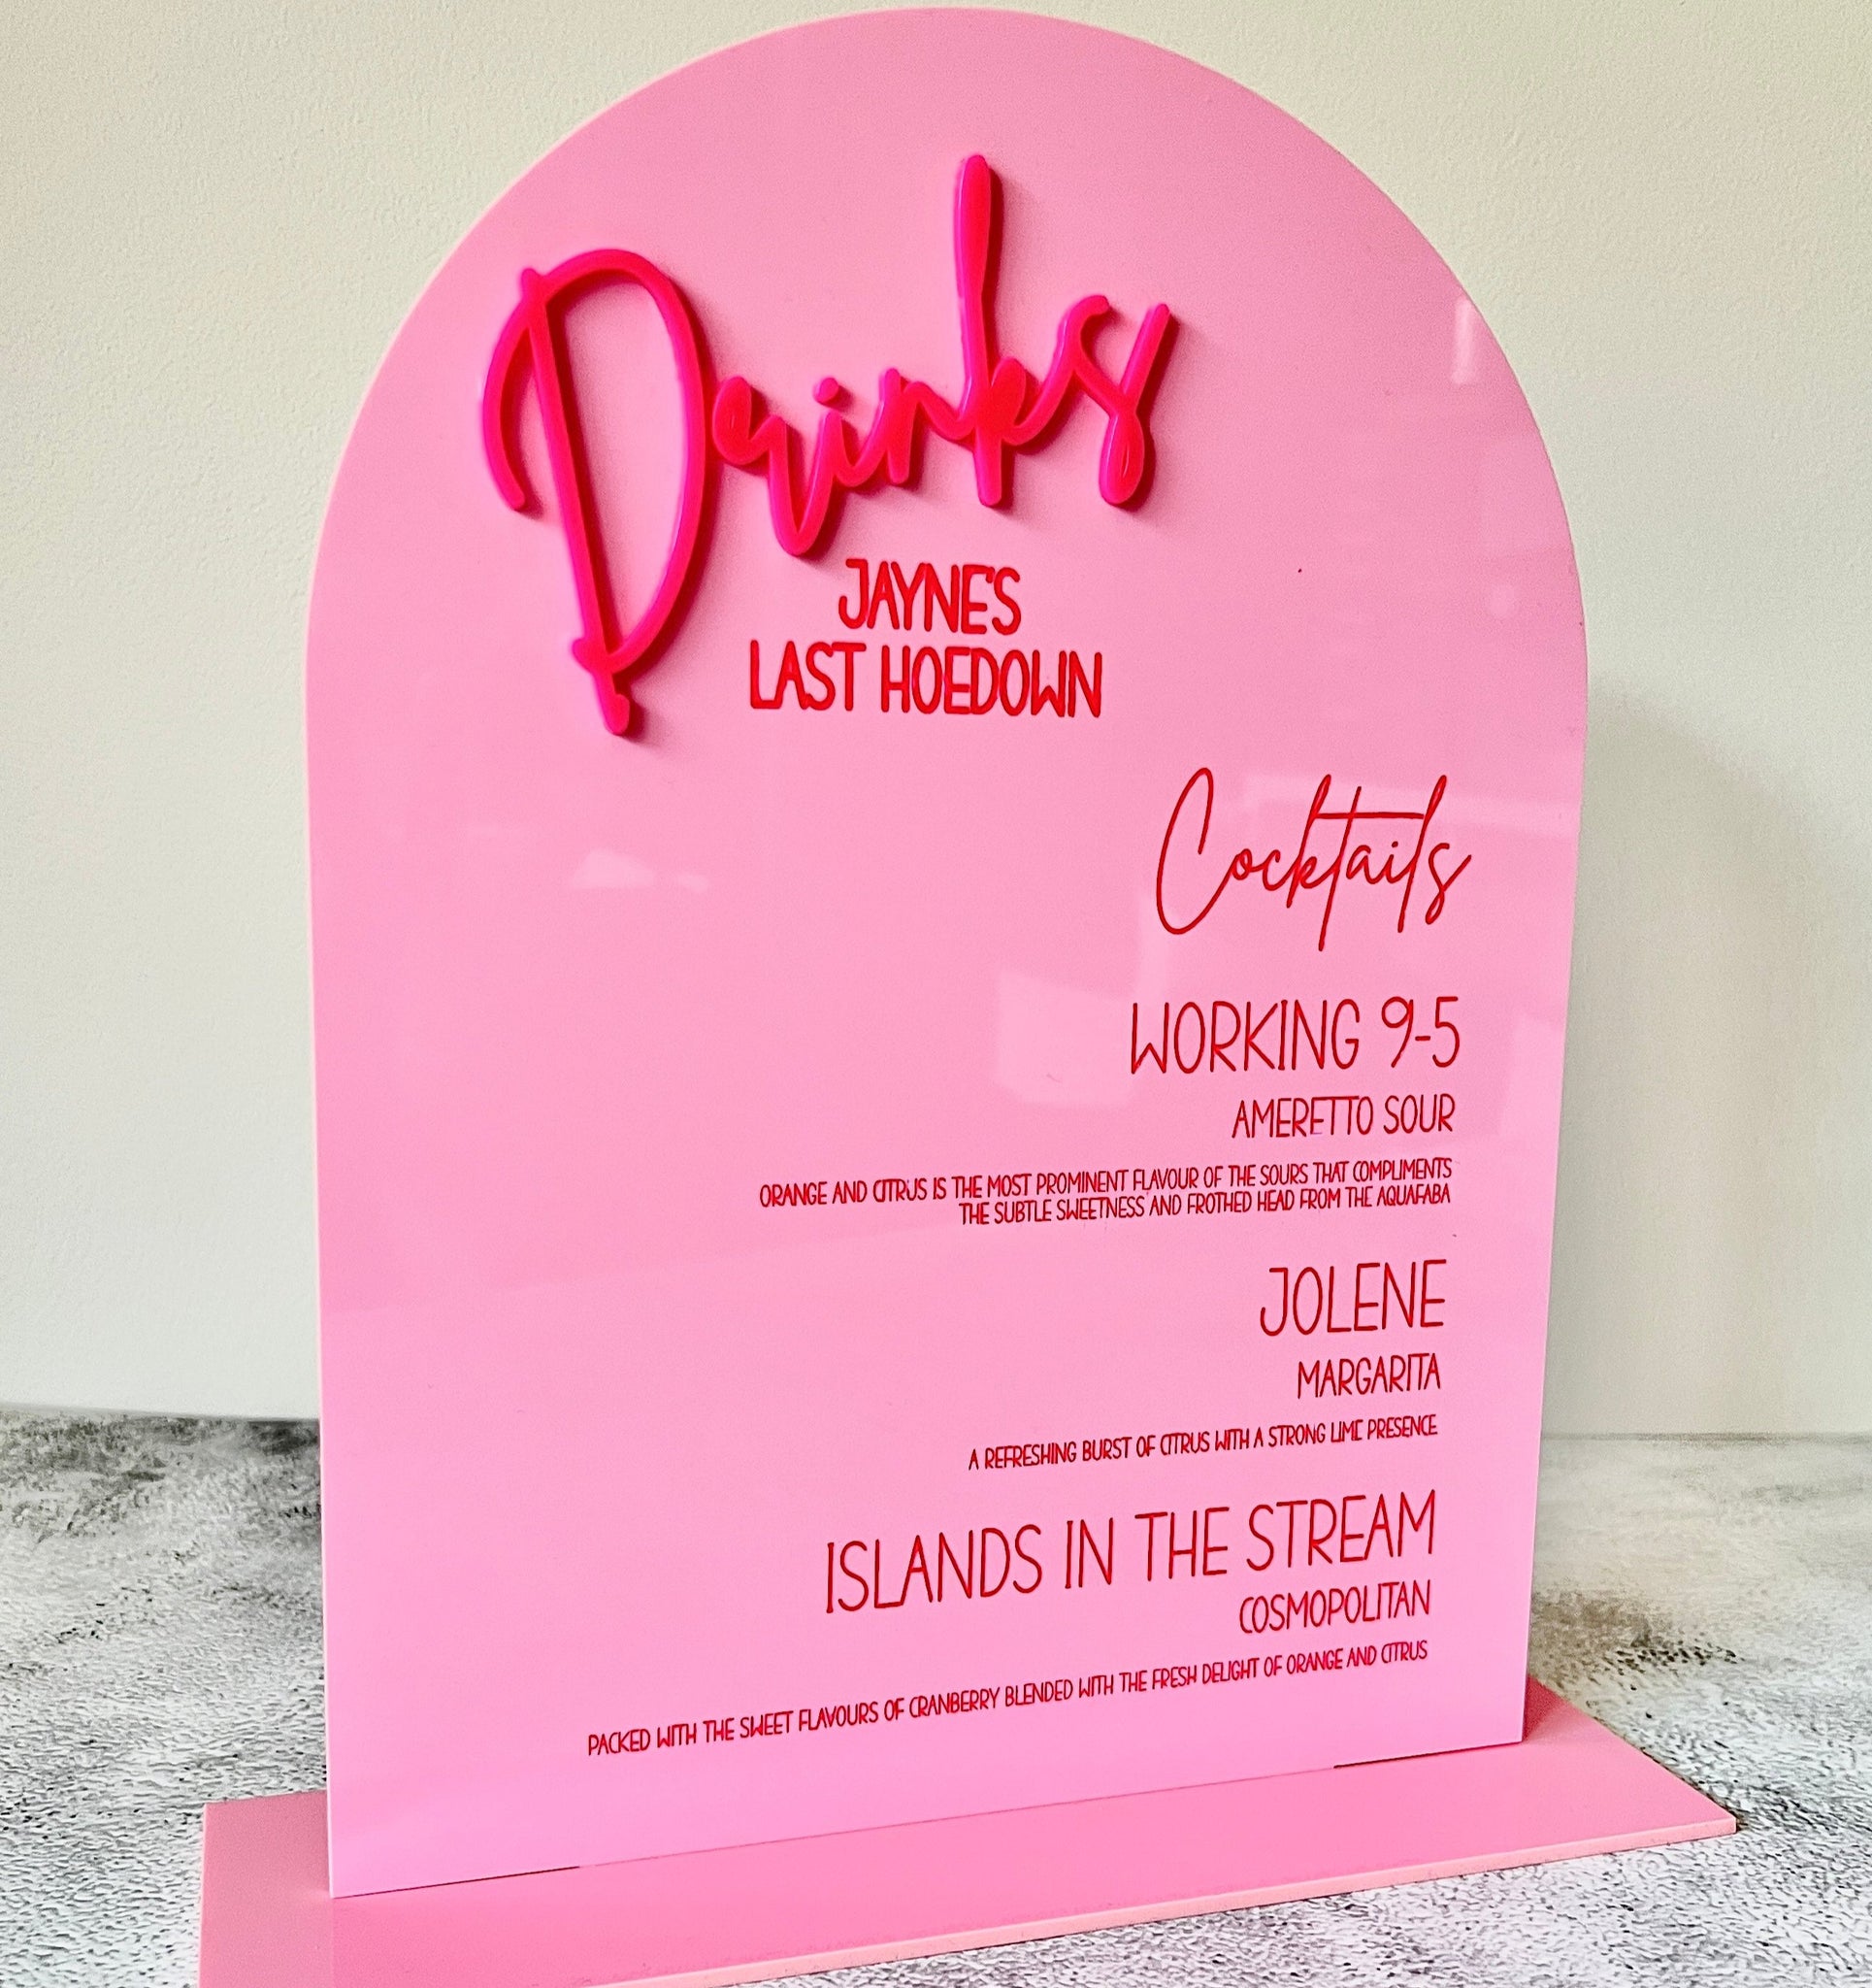 Drinks
JAYNE'S
LAST HOEDOWN
Cocktails
WORKING 9-5
AMERETTO SOUR
ORANGE AND CITRUS IS THE MOST PROMINENT FLAVOUR OF THE SOURS THAT COMPLIMENTS
THE SUBTLE SWEETNESS AND FROTHED HEAD FROM THE AQUAFABA
JOLENE
MARGARITA
A REFRESHING BURST OF CITRUS WITH A STRONG LIME PRESENCE
ISLANDS IN THE STREAM
COSMOPOLITAN
PACKED WITH THE SWEET FLAVOURS OF CRANBERRY BLENDED WITH THE FRESH DELIGHT OF ORANGE AND CITRUS